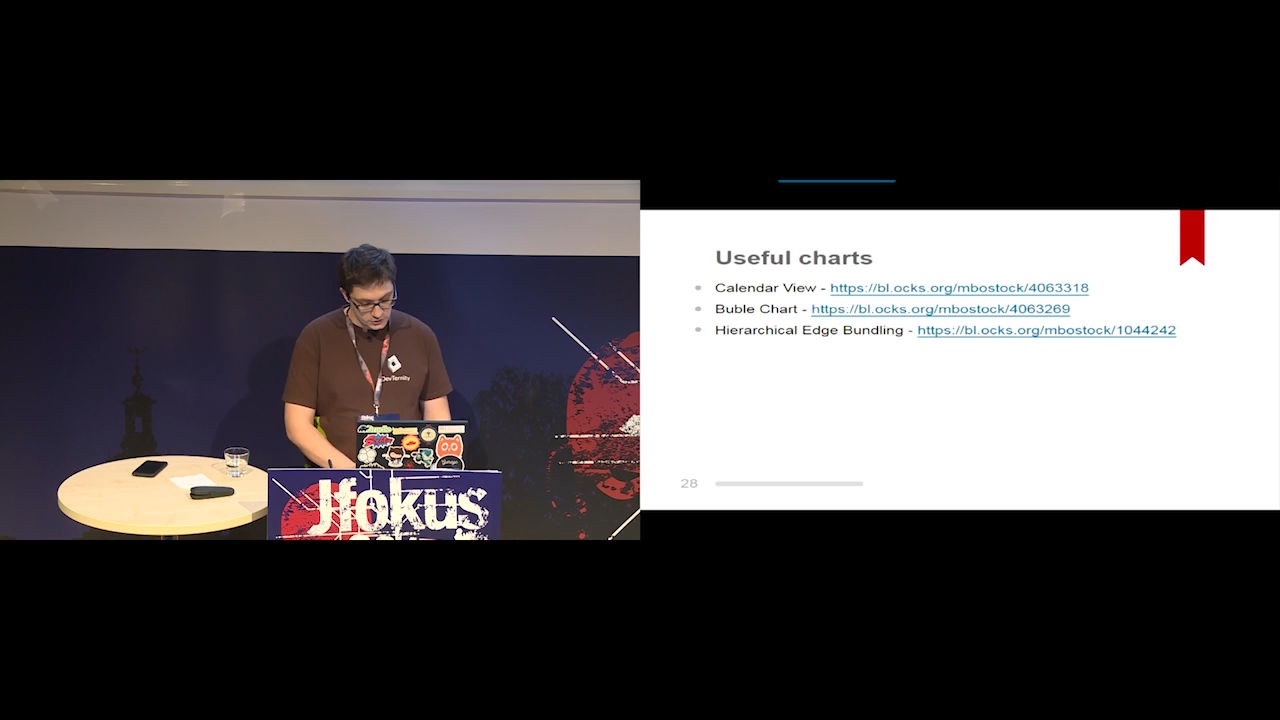 DevTernity
Jfokus
Useful charts
Calendar View - https://bl.ocks.org/mbostock/4063318
Buble Chart - https://bl.ocks.org/mbostock/4063269
Hierarchical Edge Bundling - https://bl.ocks.org/mbostock/1044242
28